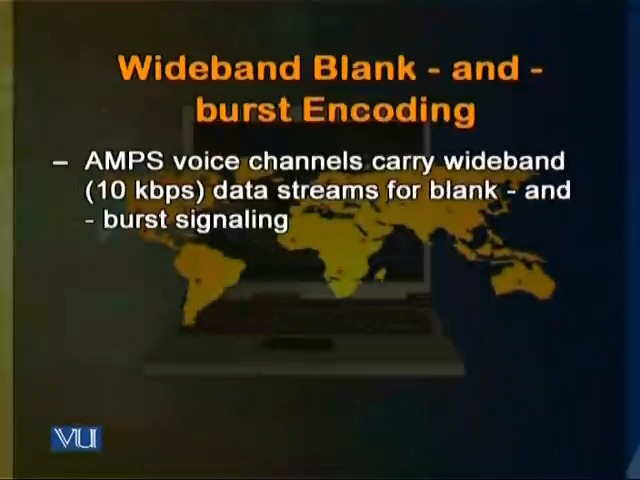 Wideband Blank - and -
burst Encoding
– AMPS voice channels carry wideband
(10 kbps) data streams for blank - and
- burst signaling
VU